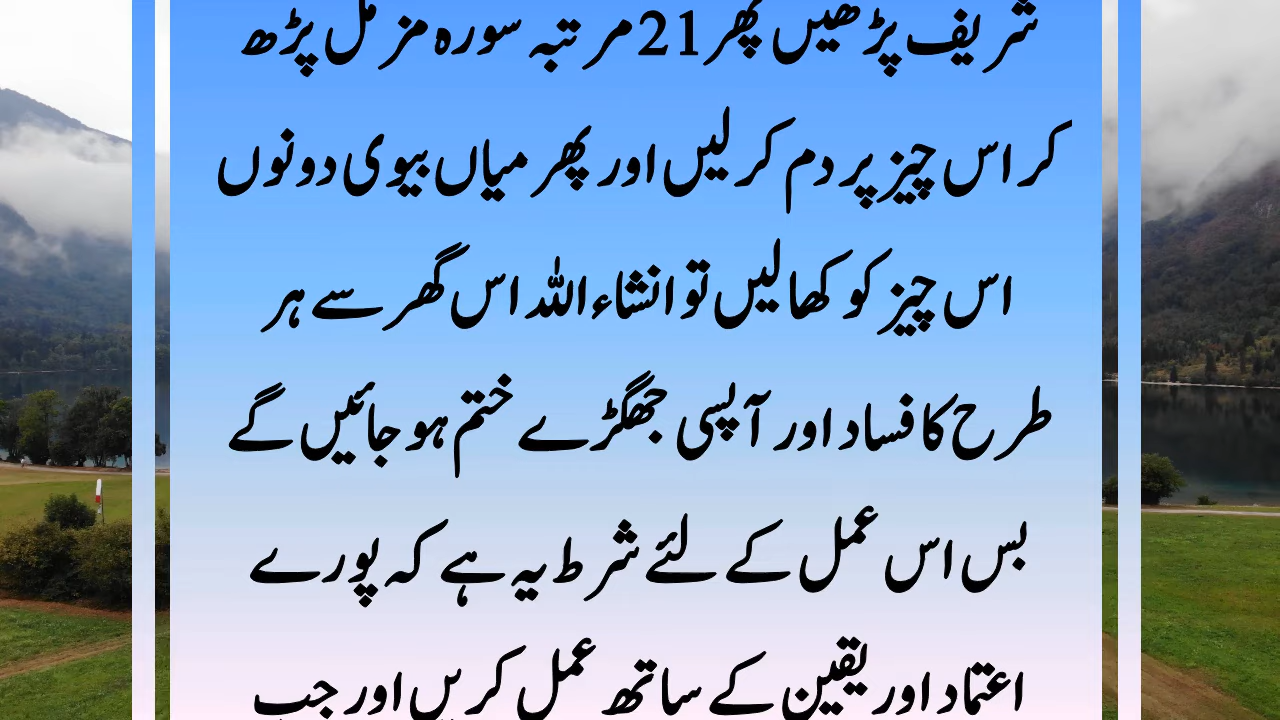 شریف پڑھیں پھر 21 مرتبہ سورہ مزمل پڑھ
کر اس چیز پر دم کر لیں اور پھر میاں بیوی دونوں
اس چیز کو کھا لیں تو انشاءاللہ اس گھر سے ہر
طرح کا فساد اور آپسی جھگڑے ختم ہو جائیں گے
بس اس عمل کے لئے شرط یہ ہے کہ پورے
اعتماد اور یقین کے ساتھ عمل کریں اور جب